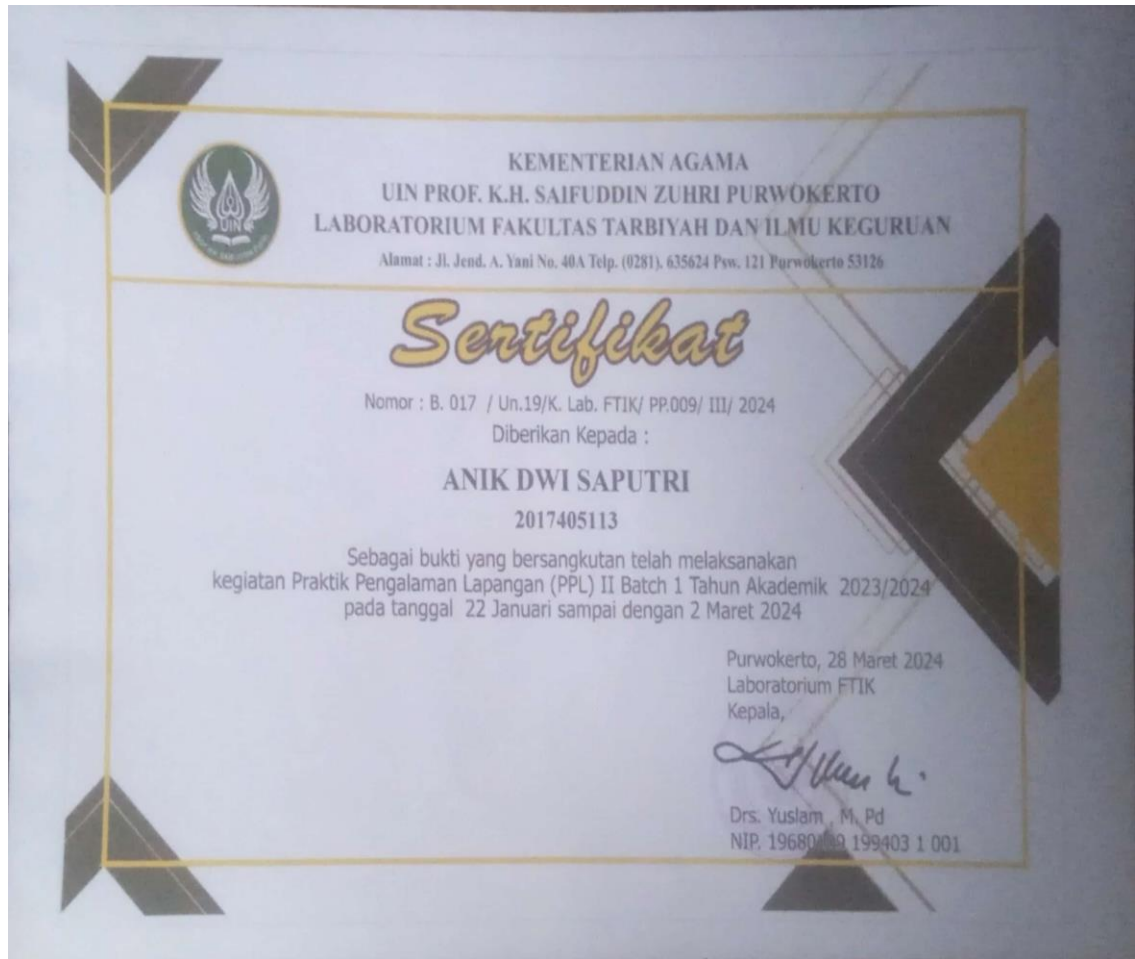 KEMENTERIAN AGAMA
UIN PROF. K.H. SAIFUDDIN ZUHRI PURWOKERTO
LABORATORIUM FAKULTAS TARBIYAH DAN ILMU KEGURUAN
Alamat : Jl. Jend. A. Yani No. 40A Telp. (0281). 635624 Psw. 121 Purwokerto 53126
UIN
Sertifikat
Nomor : B. 017 / Un.19/K. Lab. FTIK/ PP.009/ III/ 2024
Diberikan Kepada :
ANIK DWI SAPUTRI
2017405113
Sebagai bukti yang bersangkutan telah melaksanakan
kegiatan Praktik Pengalaman Lapangan (PPL) II Batch 1 Tahun Akademik 2023/2024
pada tanggal 22 Januari sampai dengan 2 Maret 2024
Purwokerto, 28 Maret 2024
Laboratorium FTIK
Kepala,
Drs. Yuslam , M. Pd
NIP. 199403 1 001